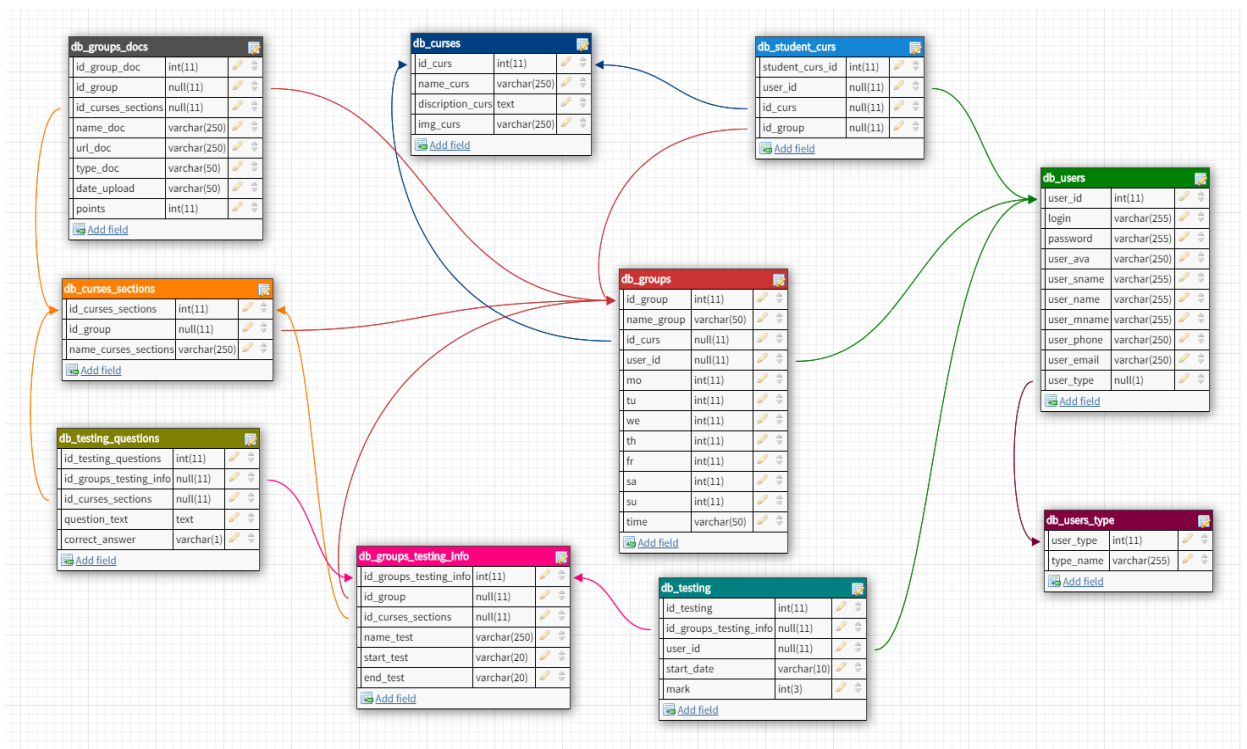 db_groups_docs
id_group_doc int(11)
id_group null(11)
id_curses_sections null(11)
name_doc varchar(250)
url_doc varchar(250)
type_doc varchar(50)
date_upload varchar(50)
points int(11)
Add field
db_curses
id_curs int(11)
name_curs varchar(250)
discription_curs text
img_curs varchar(250)
Add field
db_student_curs
student_curs_id int(11)
user_id null(11)
id_curs null(11)
id_group null(11)
Add field
db_users
user_id int(11)
login varchar(255)
password varchar(255)
user_ava varchar(250)
user_sname varchar(255)
user_name varchar(255)
user_mname varchar(255)
user_phone varchar(250)
user_email varchar(250)
user_type null(1)
Add field
db_curses_sections
id_curses_sections int(11)
id_group null(11)
name_curses_sections varchar(250)
Add field
db_groups
id_group int(11)
name_group varchar(50)
id_curs null(11)
user_id null(11)
mo int(11)
tu int(11)
we int(11)
th int(11)
fr int(11)
sa int(11)
su int(11)
time varchar(50)
Add field
db_testing_questions
id_testing_questions int(11)
id_groups_testing_info null(11)
id_curses_sections null(11)
question_text text
correct_answer varchar(1)
Add field
db_groups_testing_info
id_groups_testing_info int(11)
id_group null(11)
id_curses_sections null(11)
name_test varchar(250)
start_test varchar(20)
end_test varchar(20)
Add field
db_testing
id_testing int(11)
id_groups_testing_info null(11)
user_id null(11)
start_date varchar(10)
mark int(3)
Add field
db_users_type
user_type int(11)
type_name varchar(255)
Add field